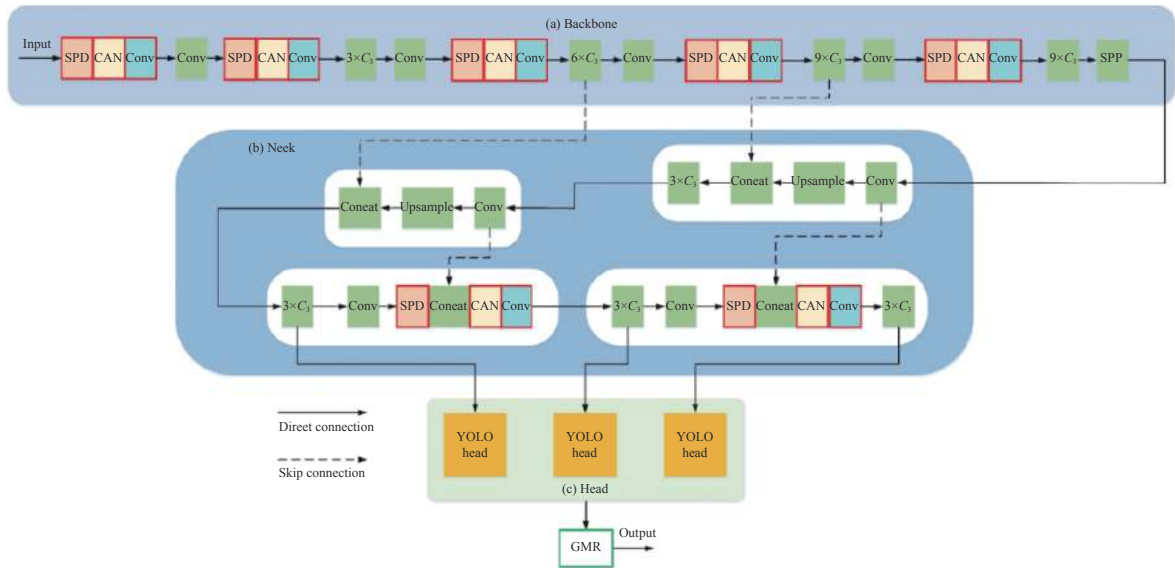 (a) Backbone
Input
SPD CAN Conv Conv SPD CAN Conv 3×C₃ Conv SPD CAN Conv 6×C₃ Conv SPD CAN Conv 9×C₃ Conv SPD CAN Conv 9×C₃ SPP
(b) Neek
3×C₃ Coneat Upsample Conv
Coneat Upsample Conv
3×C₃ Conv SPD Coneat CAN Conv 3×C₃ Conv SPD Coneat CAN Conv 3×C₃
Direet connection
Skip connection
YOLO
head
YOLO
head
YOLO
head
(c) Head
GMR
Output